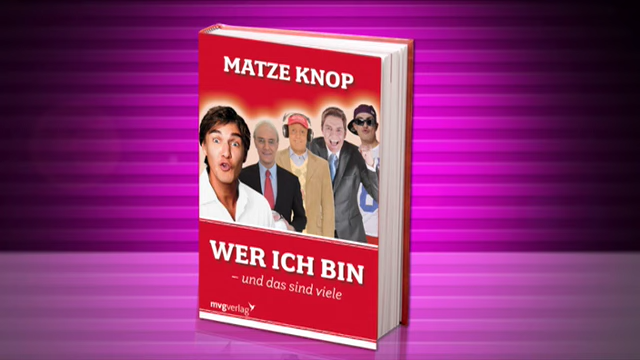 MATZE KNOP
WER ICH BIN
– und das sind viele
mvgverlag